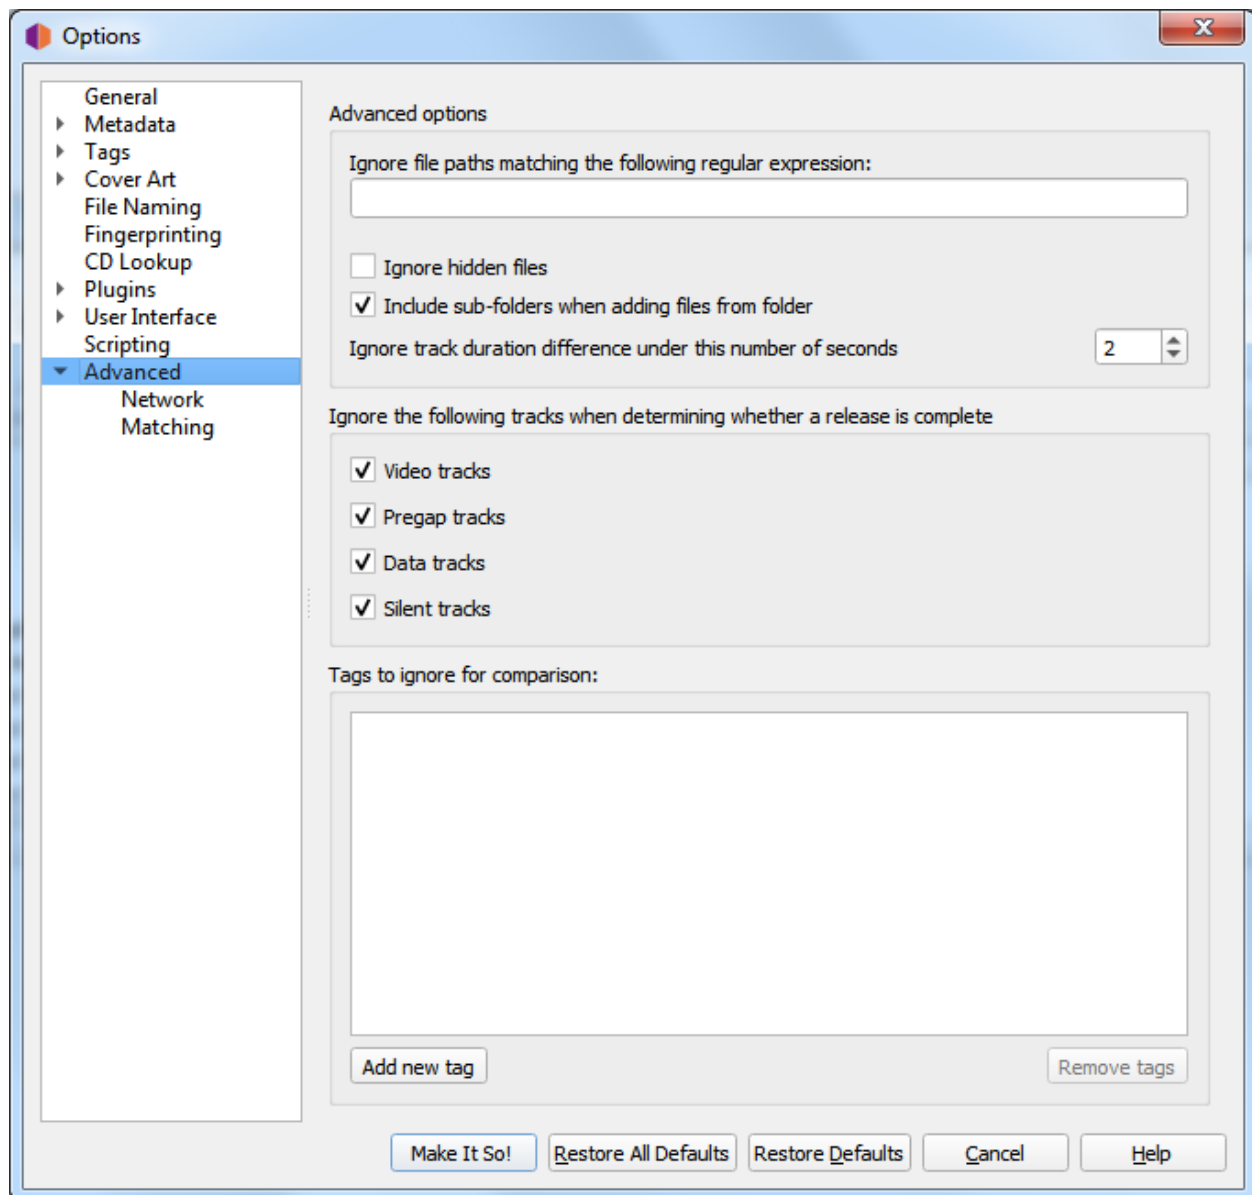 Options
General
Metadata
Tags
Cover Art
File Naming
Fingerprinting
CD Lookup
Plugins
User Interface
Scripting
Advanced
Network
Matching
Advanced options
Ignore file paths matching the following regular expression:
Ignore hidden files
Include sub-folders when adding files from folder
Ignore track duration difference under this number of seconds 2
Ignore the following tracks when determining whether a release is complete
Video tracks
Pregap tracks
Data tracks
Silent tracks
Tags to ignore for comparison:
Add new tag Remove tags
Make It So! Restore All Defaults Restore Defaults Cancel Help